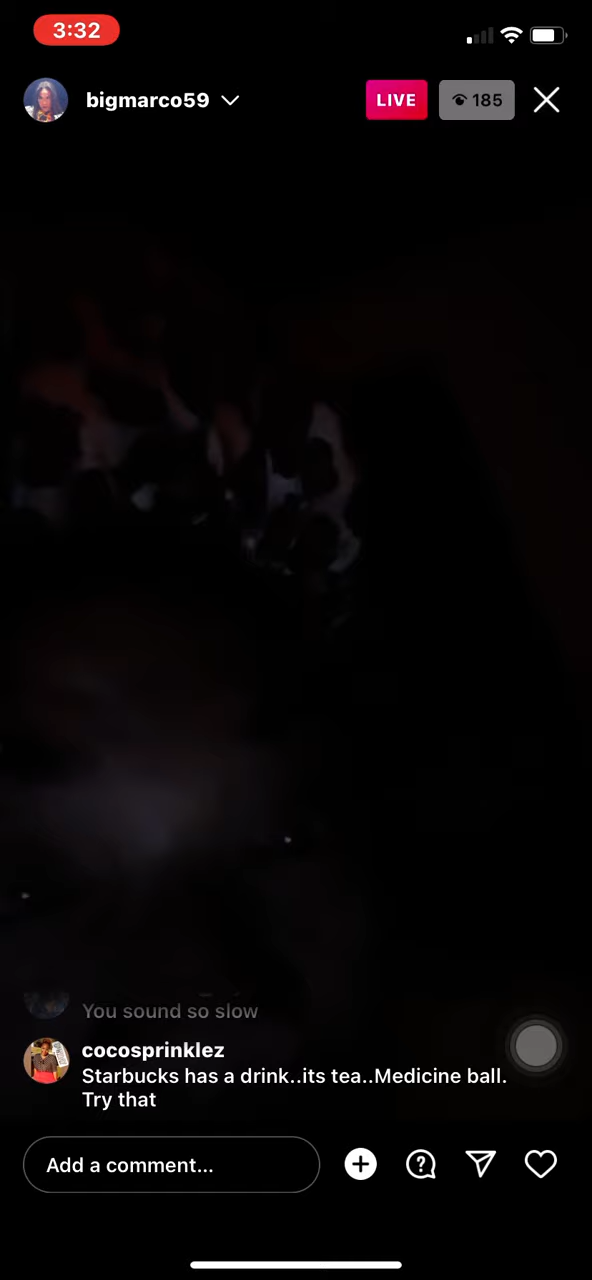 3:32
bigmarco59
LIVE
185
You sound so slow
cocosprinklez
Starbucks has a drink..its tea..Medicine ball.
Try that
Add a comment...